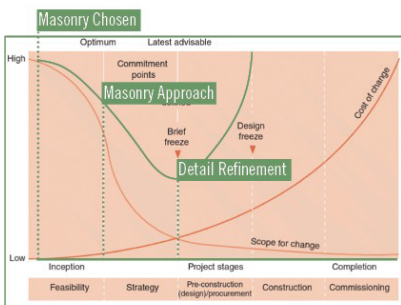 Masonry Chosen
Optimum
Latest advisable
High
Commitment
points
Masonry Approach
Brief
freeze
Design
freeze
Cost of change
Detail Refinement
Scope for change
Low
Inception
Project stages
Completion
Feasibility
Strategy
Pre-construction
(design)/procurement
Construction
Commissioning